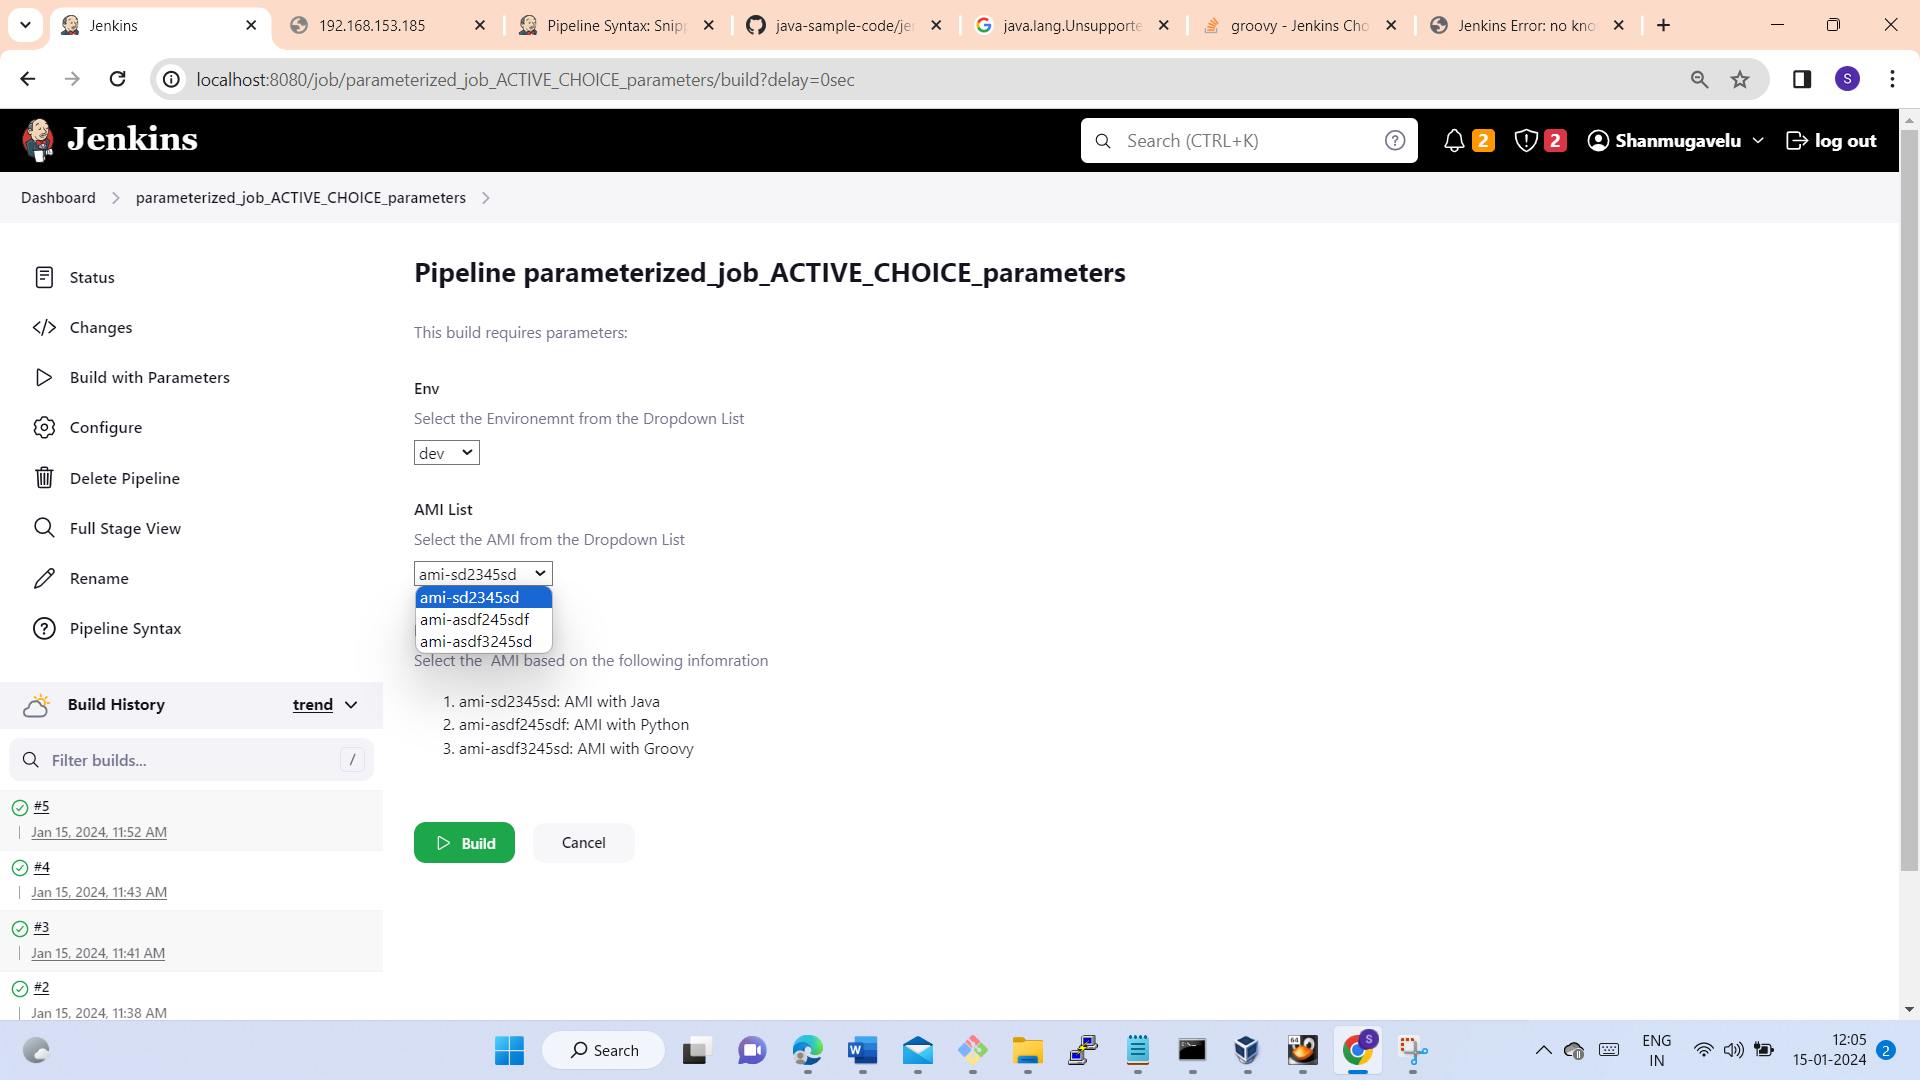 Jenkins
192.168.153.185
Pipeline Syntax: Snip
java-sample-code/je
java.lang.Unsupporte
groovy - Jenkins Cho
Jenkins Error: no kno
localhost:8080/job/parameterized_job_ACTIVE_CHOICE_parameters/build?delay=0sec
S
Jenkins
Search (CTRL+K)
2
2
Shanmugavelu
log out
Dashboard
parameterized_job_ACTIVE_CHOICE_parameters
Status
Changes
Build with Parameters
Configure
Delete Pipeline
Full Stage View
Rename
Pipeline Syntax
Build History
trend
Filter builds...
/
#5
Jan 15, 2024, 11:52 AM
#4
Jan 15, 2024, 11:43 AM
#3
Jan 15, 2024, 11:41 AM
#2
Jan 15, 2024, 11:38 AM
Pipeline parameterized_job_ACTIVE_CHOICE_parameters
This build requires parameters:
Env
Select the Environemnt from the Dropdown List
dev
AMI List
Select the AMI from the Dropdown List
ami-sd2345sd
ami-sd2345sd
ami-asdf245sdf
ami-asdf3245sd
Select the AMI based on the following infomration
1. ami-sd2345sd: AMI with Java
2. ami-asdf245sdf: AMI with Python
3. ami-asdf3245sd: AMI with Groovy
Build
Cancel
Search
64
S
ENG
IN
12:05
15-01-2024
2